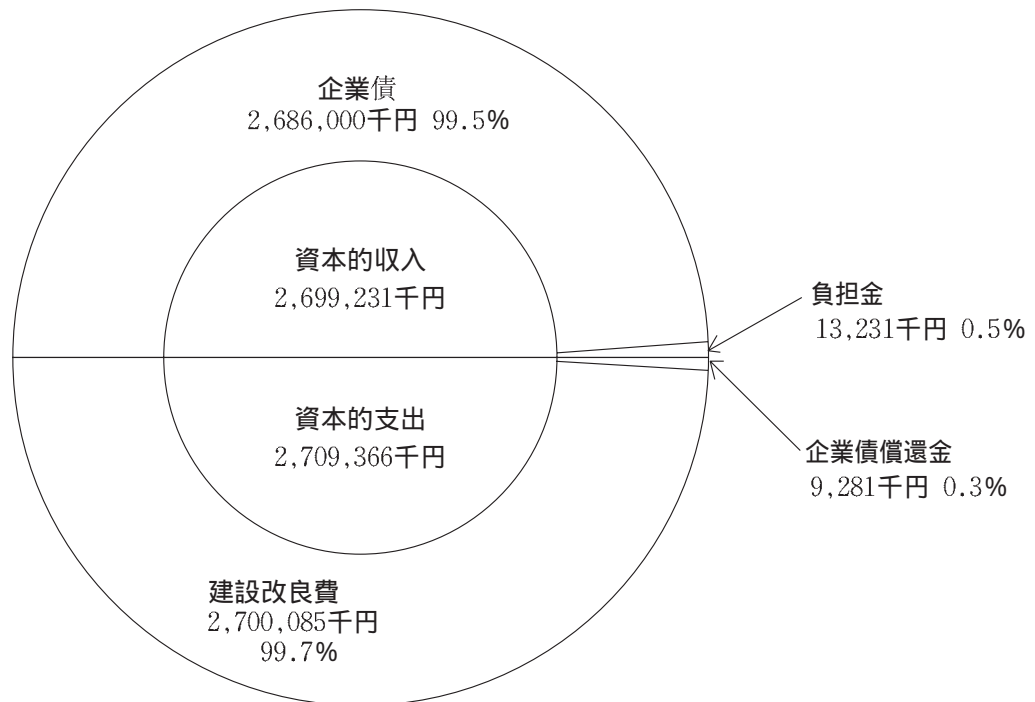 企業債
2,686,000千円 99.5%
資本的収入
2,699,231千円
負担金
13,231千円 0.5%
資本的支出
2,709,366千円
企業債償還金
9,281千円 0.3%
建設改良費
2,700,085千円
99.7%